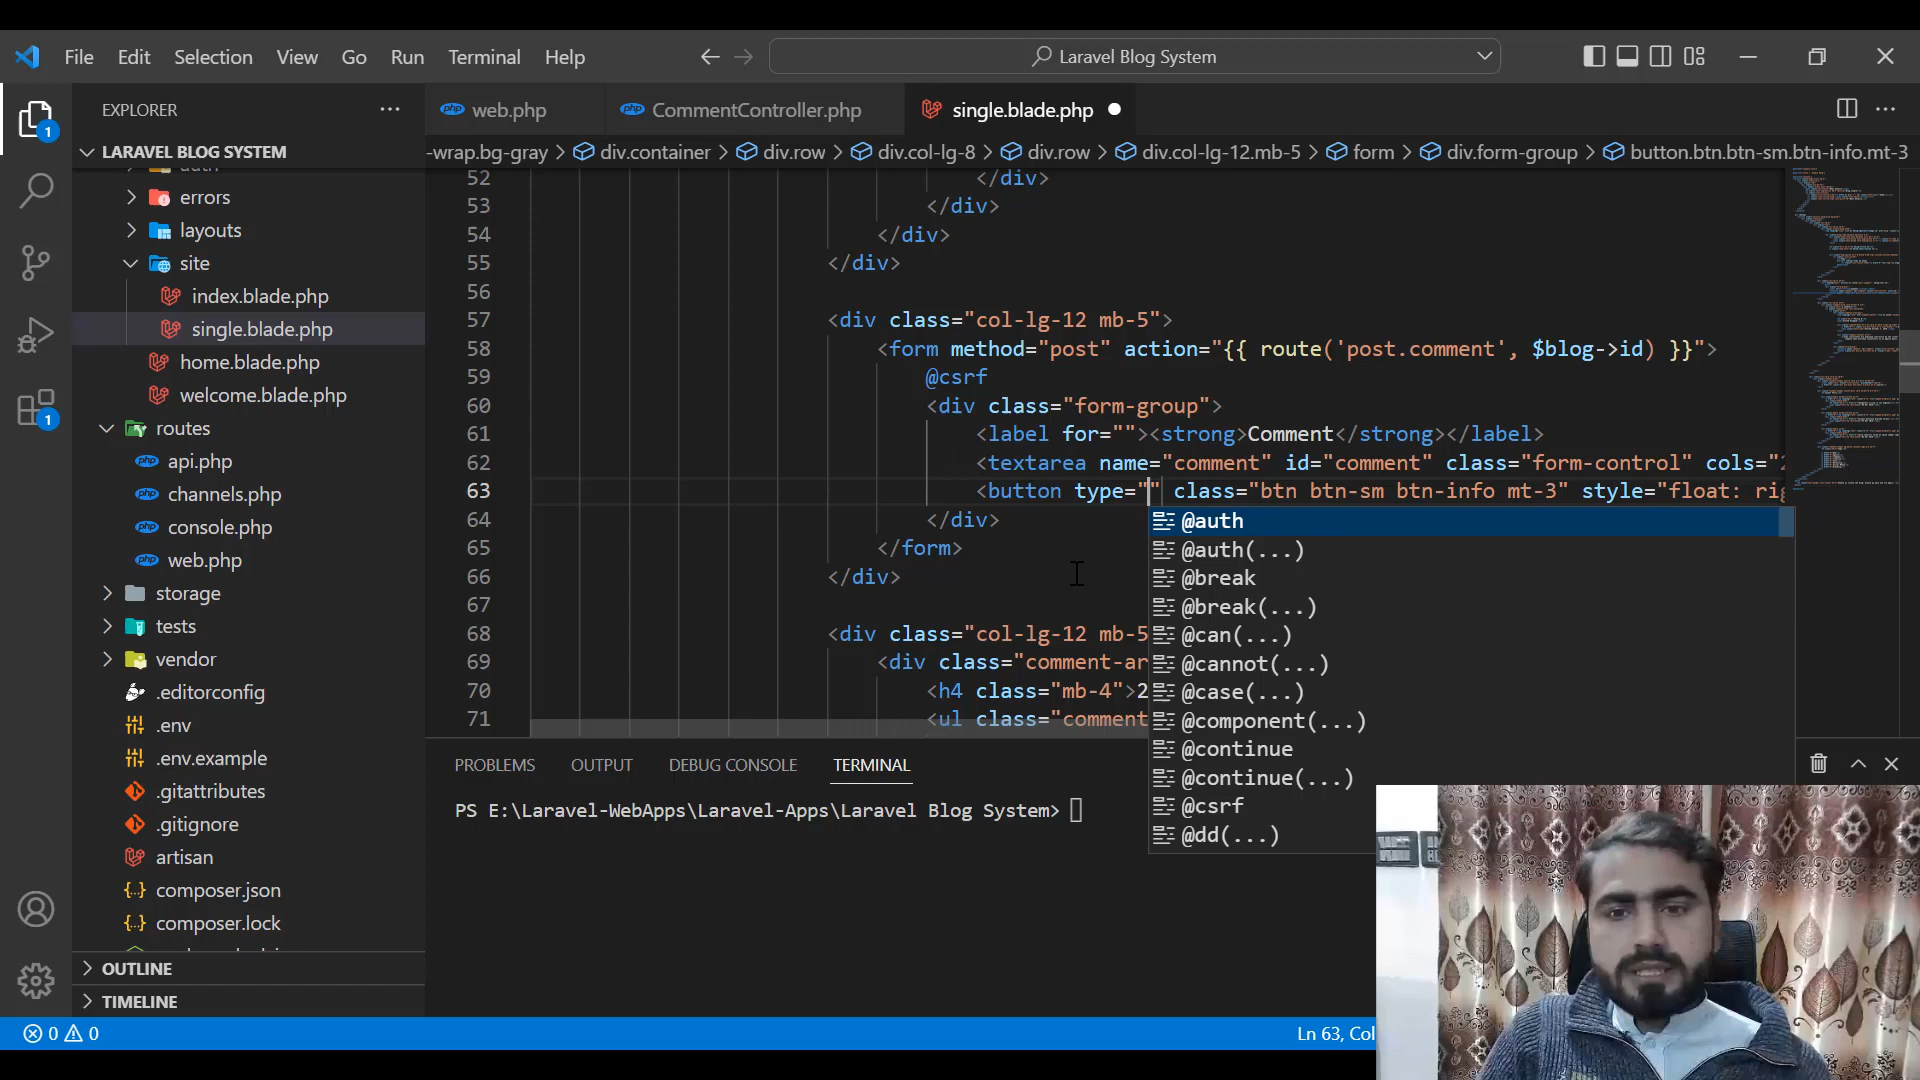 File Edit Selection View Go Run Terminal Help
Laravel Blog System
EXPLORER
web.php
CommentController.php
single.blade.php
-wrap.bg-gray > div.container > div.row > div.col-lg-8 > div.row > div.col-lg-12.mb-5 > form > div.form-group > button.btn.btn-sm.btn-info.mt-3
1
LARAVEL BLOG SYSTEM
errors
layouts
site
index.blade.php
single.blade.php
home.blade.php
welcome.blade.php
routes
api.php
channels.php
console.php
web.php
storage
tests
vendor
.editorconfig
.env
.env.example
.gitattributes
.gitignore
artisan
composer.json
composer.lock
OUTLINE
TIMELINE
1
52 </div>
53 </div>
54 </div>
55 </div>
56
57 <div class="col-lg-12 mb-5">
58 <form method="post" action="{{ route('post.comment', $blog->id) }}">
59 @csrf
60 <div class="form-group">
61 <label for=""><strong>Comment</strong></label>
62 <textarea name="comment" id="comment" class="form-control" cols="2
63 <button type="" class="btn btn-sm btn-info mt-3" style="float: rig
64 </div>
65 </form>
66 </div>
67
68 <div class="col-lg-12 mb-5
69 <div class="comment-ar
70 <h4 class="mb-4">2
71 <ul class="comment
@auth
@auth(...)
@break
@break(...)
@can(...)
@cannot(...)
@case(...)
@component(...)
@continue
@continue(...)
@csrf
@dd(...)
PROBLEMS OUTPUT DEBUG CONSOLE TERMINAL
PS E:\Laravel-WebApps\Laravel-Apps\Laravel Blog System>
0 0
Ln 63, Col